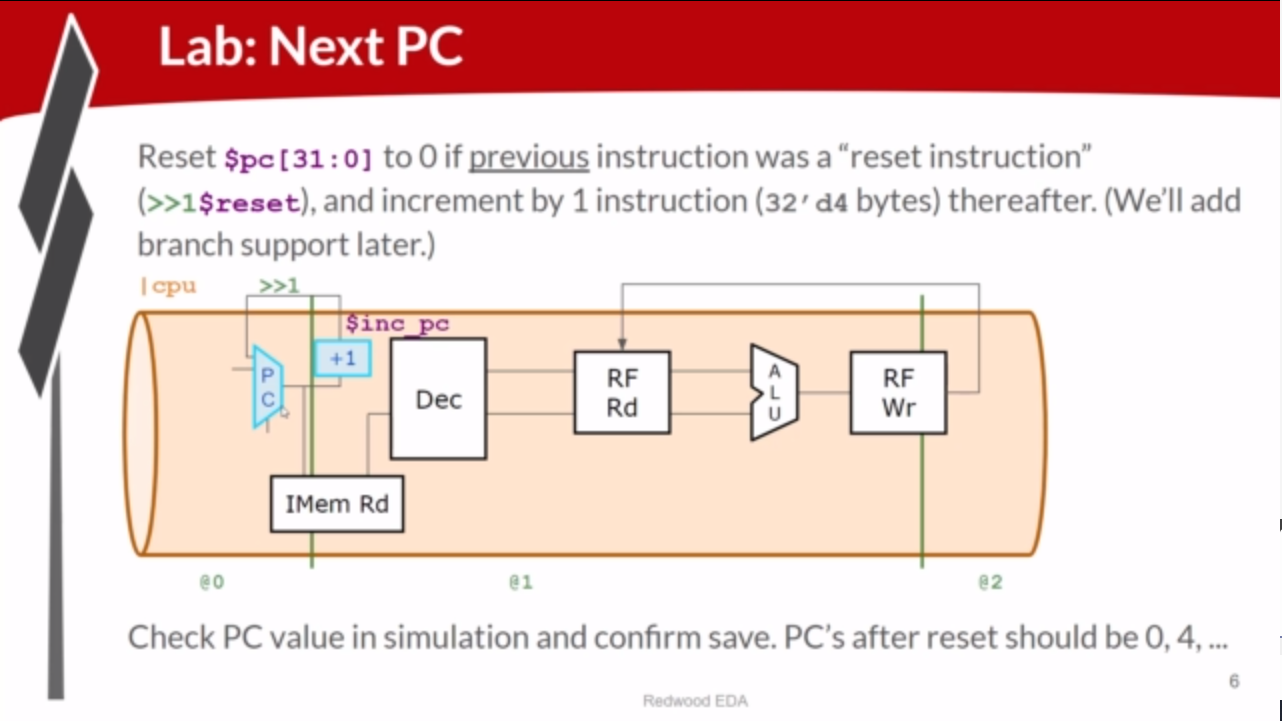 Lab: Next PC
Reset $pc[31:0] to 0 if previous instruction was a “reset instruction”
(>>1$reset), and increment by 1 instruction (32’d4 bytes) thereafter. (We’ll add
branch support later.)
|cpu
>>1
$inc_pc
+1
PC
Dec
RF
Rd
ALU
RF
Wr
IMem Rd
@0
@1
@2
Check PC value in simulation and confirm save. PC’s after reset should be 0, 4, ...
6
Redwood EDA